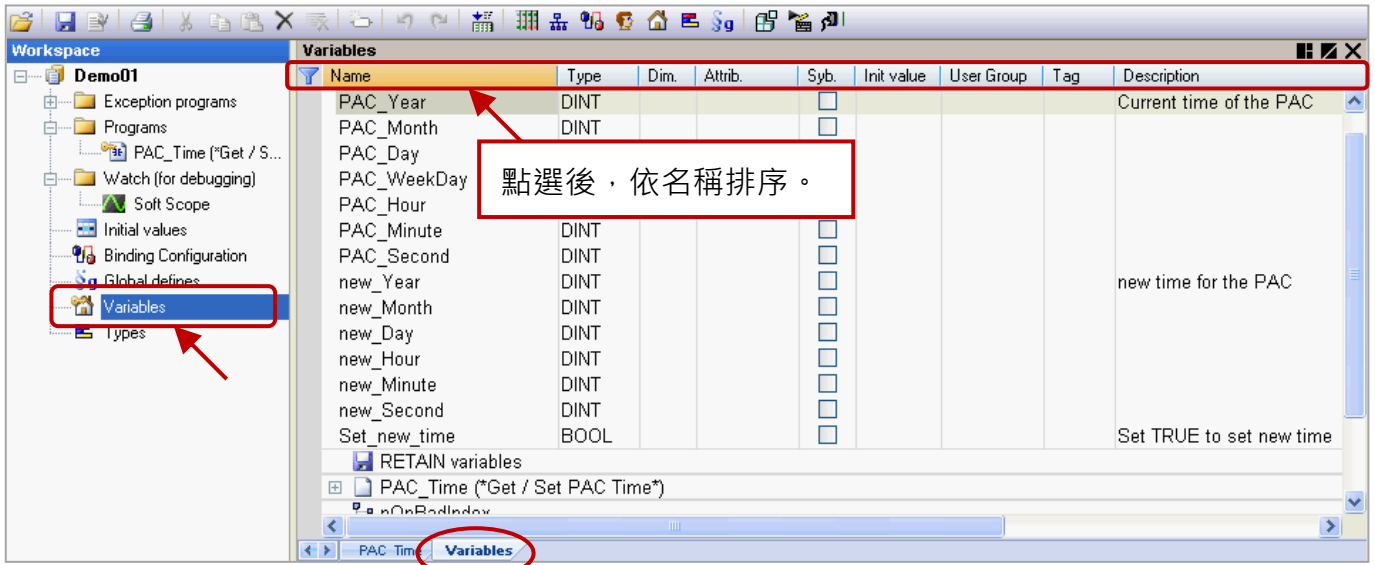 Workspace
Variables
Demo01
Exception programs
Programs
PAC_Time (*Get / S...
Watch (for debugging)
Soft Scope
Initial values
Binding Configuration
Global defines
Variables
Types
Name Type Dim. Attrib. Syb. Init value User Group Tag Description
PAC_Year DINT Current time of the PAC
PAC_Month DINT
PAC_Day
PAC_WeekDay
PAC_Hour
PAC_Minute DINT
PAC_Second DINT
new_Year DINT new time for the PAC
new_Month DINT
new_Day DINT
new_Hour DINT
new_Minute DINT
new_Second DINT
Set_new_time BOOL Set TRUE to set new time
RETAIN variables
PAC_Time (*Get / Set PAC Time*)
nOnBadIndex
點選後，依名稱排序。
PAC_Time Variables